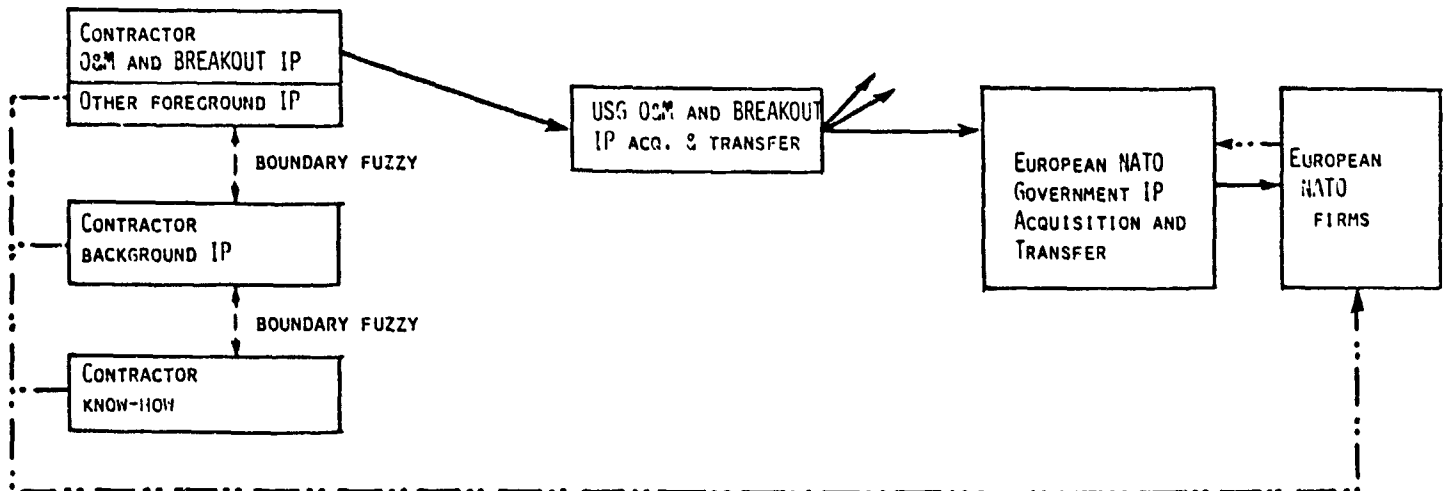 CONTRACTOR
O&M AND BREAKOUT IP
OTHER FOREGROUND IP
BOUNDARY FUZZY
CONTRACTOR
BACKGROUND IP
BOUNDARY FUZZY
CONTRACTOR
KNOW-HOW
USG O&M AND BREAKOUT
IP ACQ. & TRANSFER
EUROPEAN NATO
GOVERNMENT IP
ACQUISITION AND
TRANSFER
EUROPEAN
NATO
FIRMS